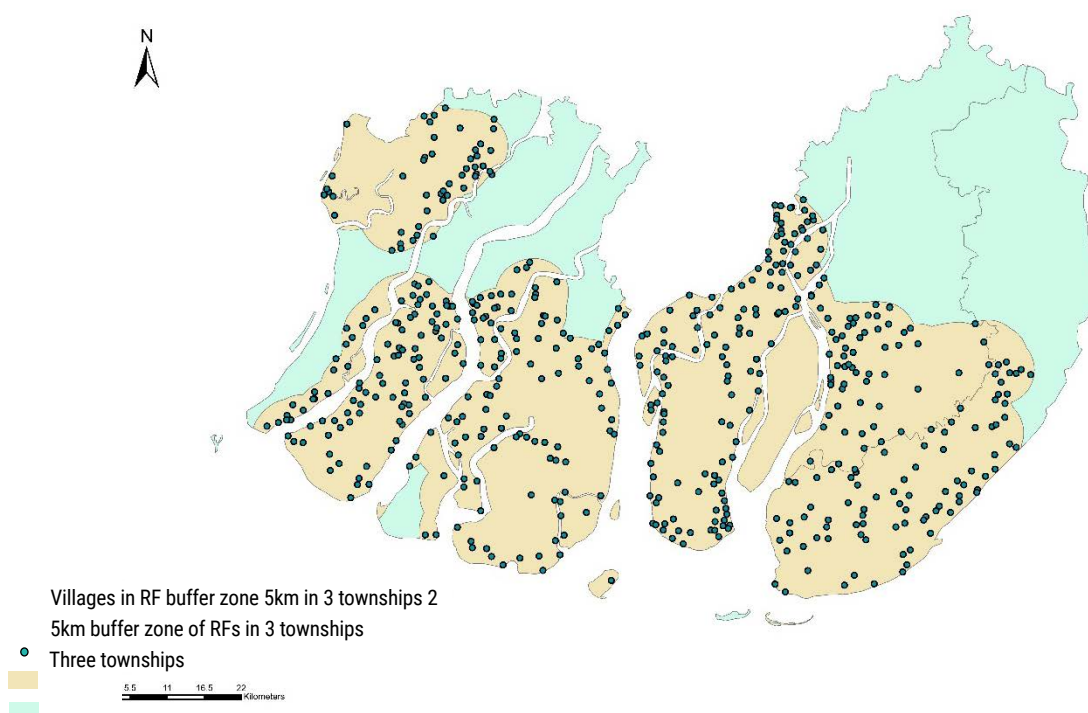 N
Villages in RF buffer zone 5km in 3 townships 2
5km buffer zone of RFs in 3 townships
Three townships
5.5 11 16.5 22
Kilometers